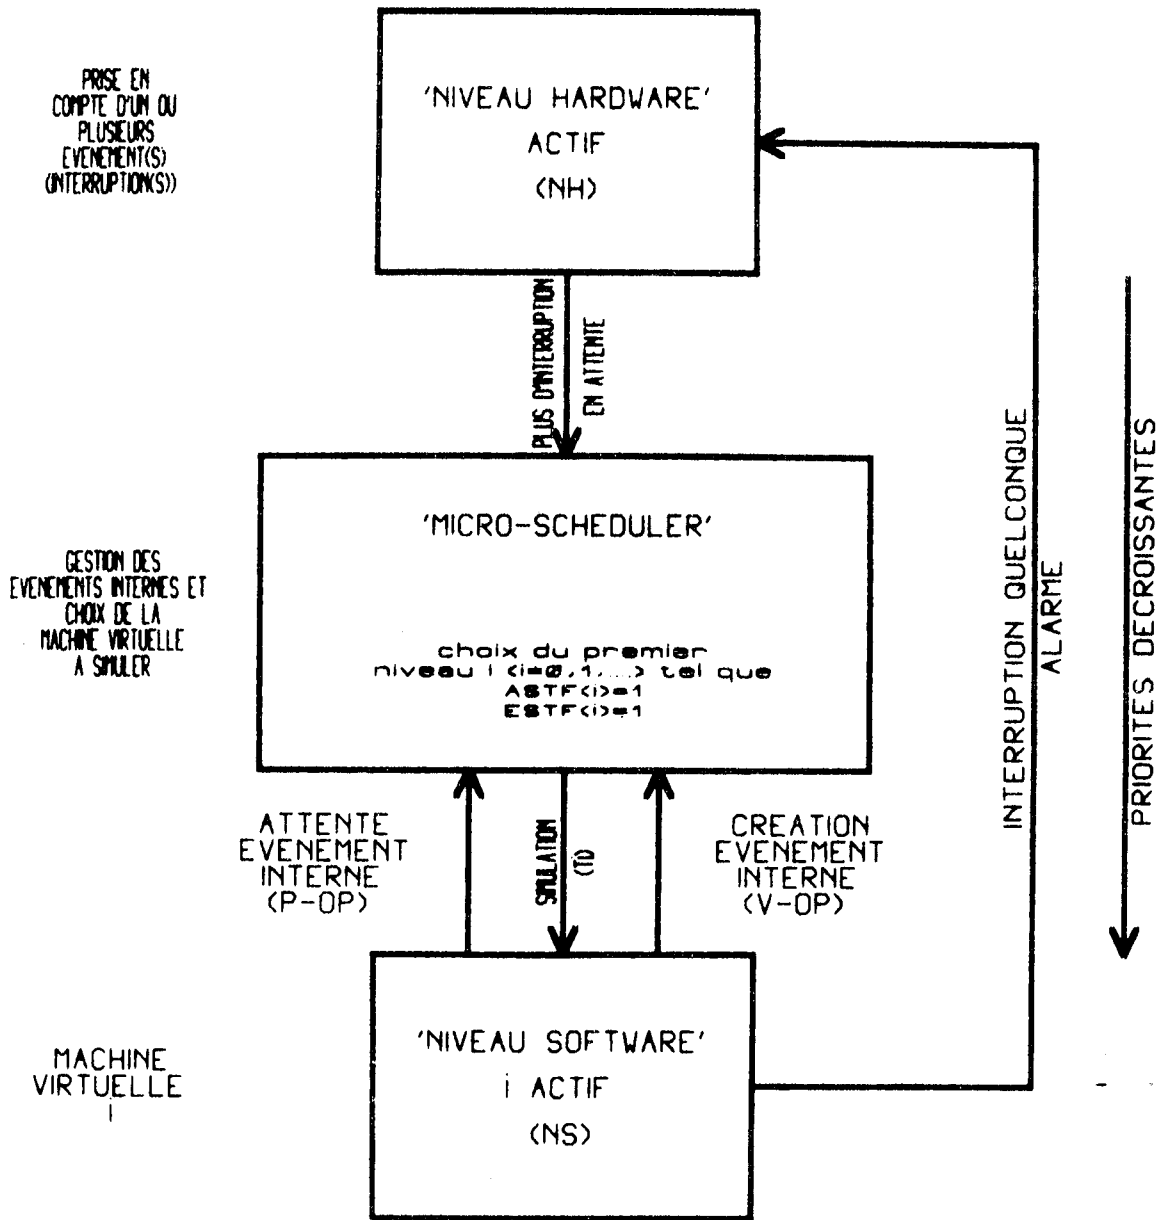 PRISE EN
COMPTE D'UN OU
PLUSIEURS
EVENEMENT(S)
(INTERRUPTION(S))
'NIVEAU HARDWARE'
ACTIF
(NH)
PLUS D'INTERRUPTION
EN ATTENTE
GESTION DES
EVENEMENTS INTERNES ET
CHOIX DE LA
MACHINE VIRTUELLE
A SIMULER
'MICRO-SCHEDULER'
choix du premier
niveau i (i=0,1,...) tel que
ASTF(i)=1
ESTF(i)=1
INTERRUPTION QUELCONQUE
ALARME
PRIORITES DECROISSANTES
ATTENTE
EVENEMENT
INTERNE
(P-OP)
SIMULATION
CREATION
EVENEMENT
INTERNE
(V-OP)
MACHINE
VIRTUELLE
i
'NIVEAU SOFTWARE'
i ACTIF
(NS)